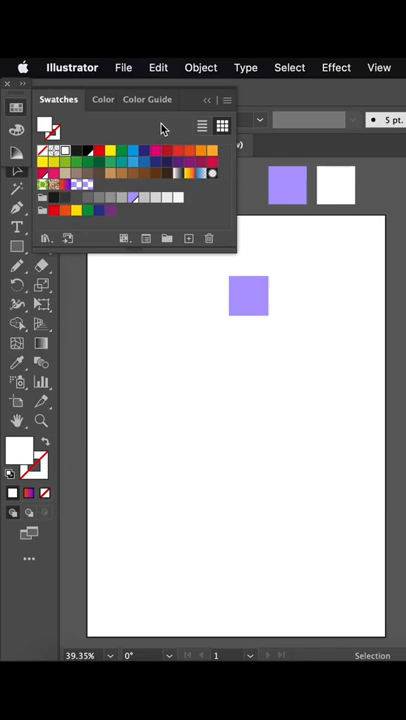 Illustrator File Edit Object Type Select Effect View
Swatches Color Color Guide
5 pt.
T
39.35% 0° 1 Selection